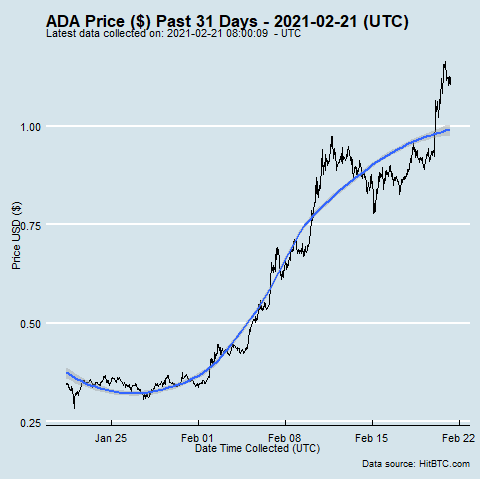 ADA Price ($) Past 31 Days - 2021-02-21 (UTC)
Latest data collected on: 2021-02-21 08:00:09 - UTC
1.00
0.75
0.50
0.25
Price USD ($)
Jan 25 Feb 01 Feb 08 Feb 15 Feb 22
Date Time Collected (UTC)
Data source: HitBTC.com